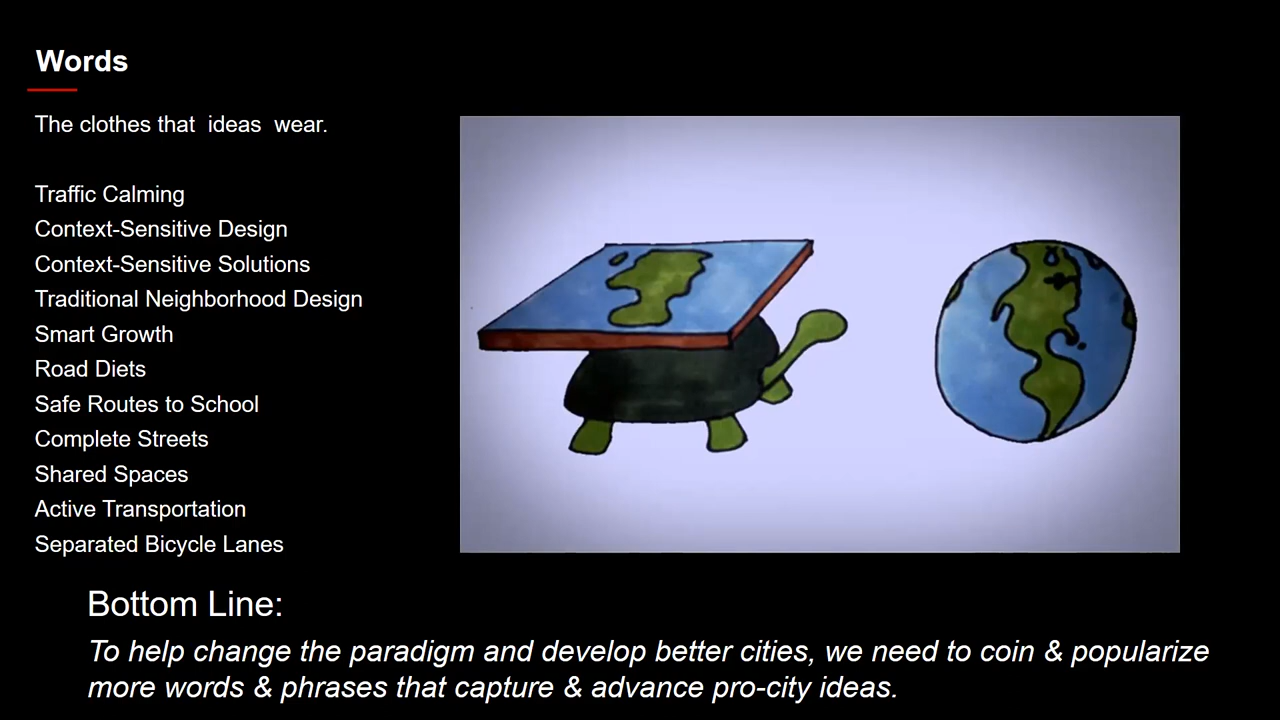 Words
The clothes that  ideas  wear.
Traffic Calming
Context-Sensitive Design
Context-Sensitive Solutions
Traditional Neighborhood Design
Smart Growth
Road Diets
Safe Routes to School
Complete Streets
Shared Spaces
Active Transportation
Separated Bicycle Lanes
Bottom Line:
To help change the paradigm and develop better cities, we need to coin & popularize
more words & phrases that capture & advance pro-city ideas.